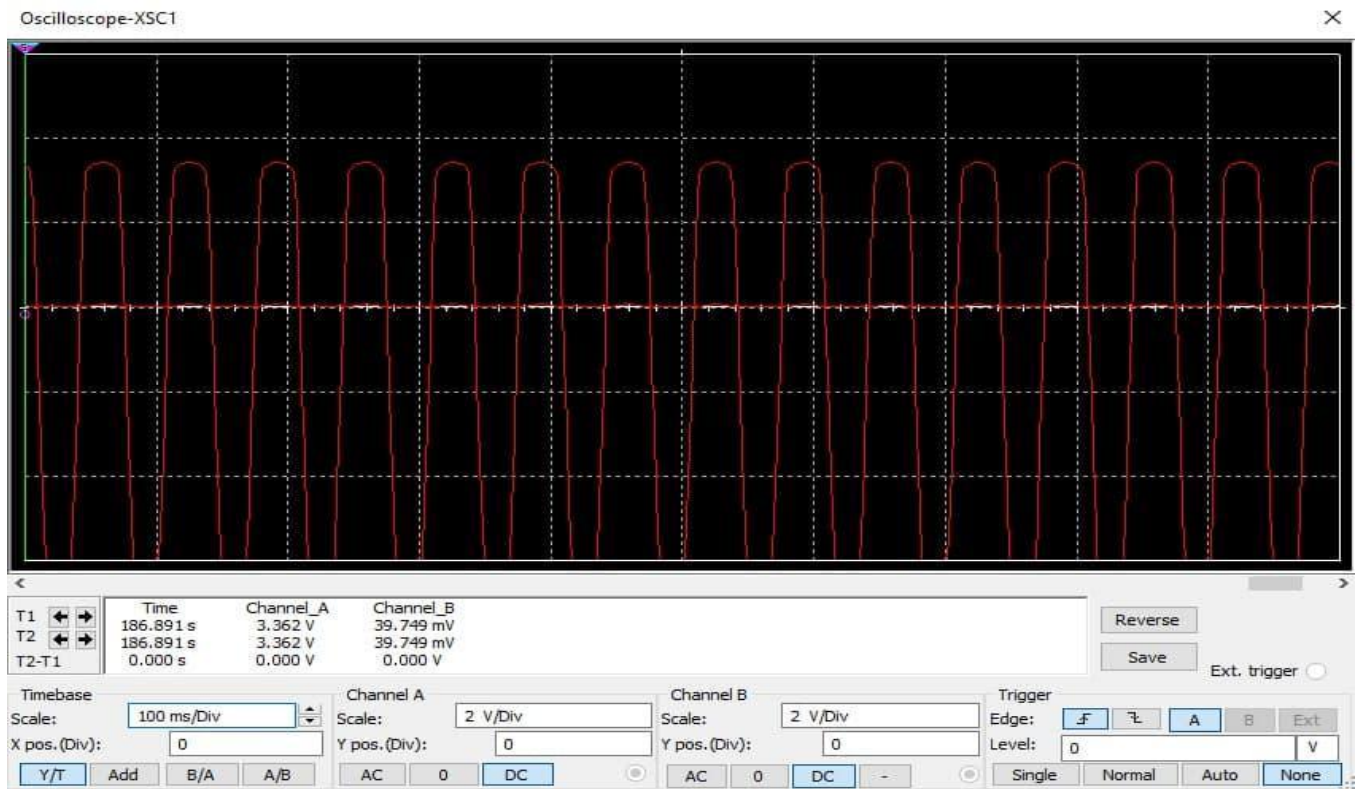 Oscilloscope-XSC1
Time Channel_A Channel_B
T1 186.891 s 3.362 V 39.749 mV
T2 186.891 s 3.362 V 39.749 mV
T2-T1 0.000 s 0.000 V 0.000 V
Reverse
Save
Ext. trigger
Timebase Channel A Channel B Trigger
Scale: 100 ms/Div Scale: 2 V/Div Scale: 2 V/Div Edge: A B Ext
X pos.(Div): 0 Y pos.(Div): 0 Y pos.(Div): 0 Level: 0 V
Y/T Add B/A A/B AC 0 DC AC 0 DC - Single Normal Auto None